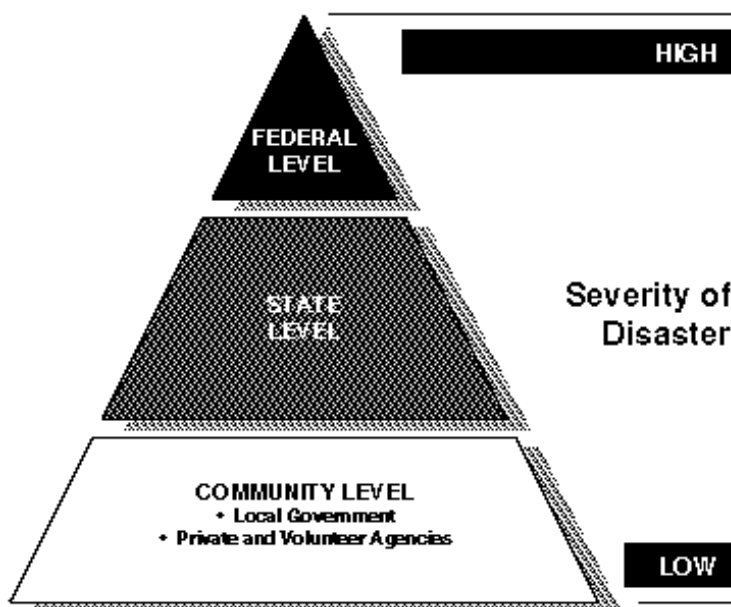 HIGH
FEDERAL
LEVEL
STATE
LEVEL
Severity of
Disaster
COMMUNITY LEVEL
• Local Government
• Private and Volunteer Agencies
LOW